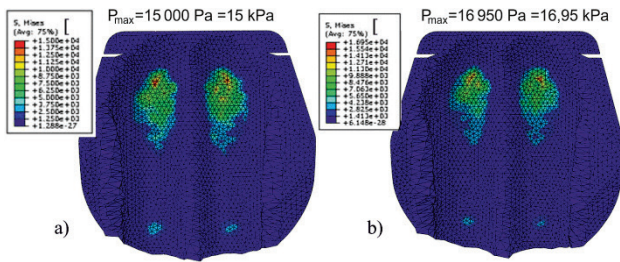 P_max=15 000 Pa =15 kPa
S, Mises
(Avg: 75%)
+1.500e+04
+1.375e+04
+1.250e+04
+1.125e+04
+1.000e+04
+8.750e+03
+7.500e+03
+6.250e+03
+5.000e+03
+3.750e+03
+2.500e+03
+1.250e+03
+1.288e-27
a)
P_max=16 950 Pa =16,95 kPa
S, Mises
(Avg: 75%)
+1.695e+04
+1.554e+04
+1.413e+04
+1.271e+04
+1.130e+04
+9.888e+03
+8.476e+03
+7.063e+03
+5.650e+03
+4.238e+03
+2.825e+03
+1.413e+03
+6.148e-28
b)